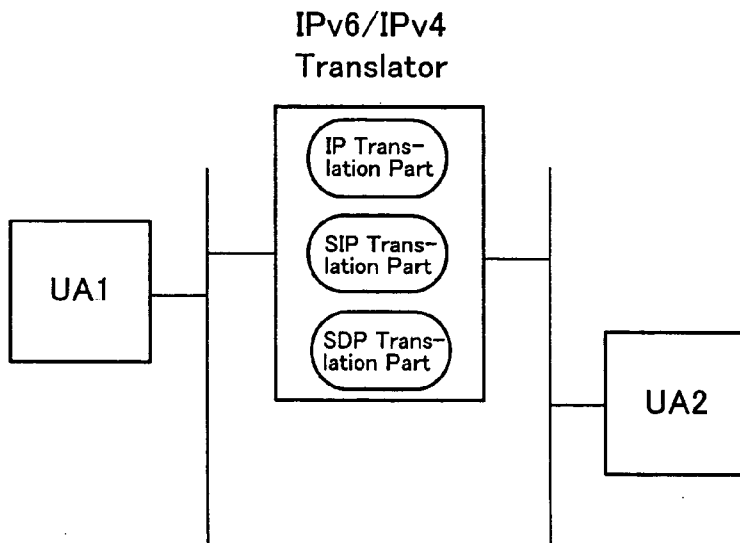 IPv6/IPv4
Translator
IP Trans-
lation Part
SIP Trans-
lation Part
SDP Trans-
lation Part
UA1
UA2